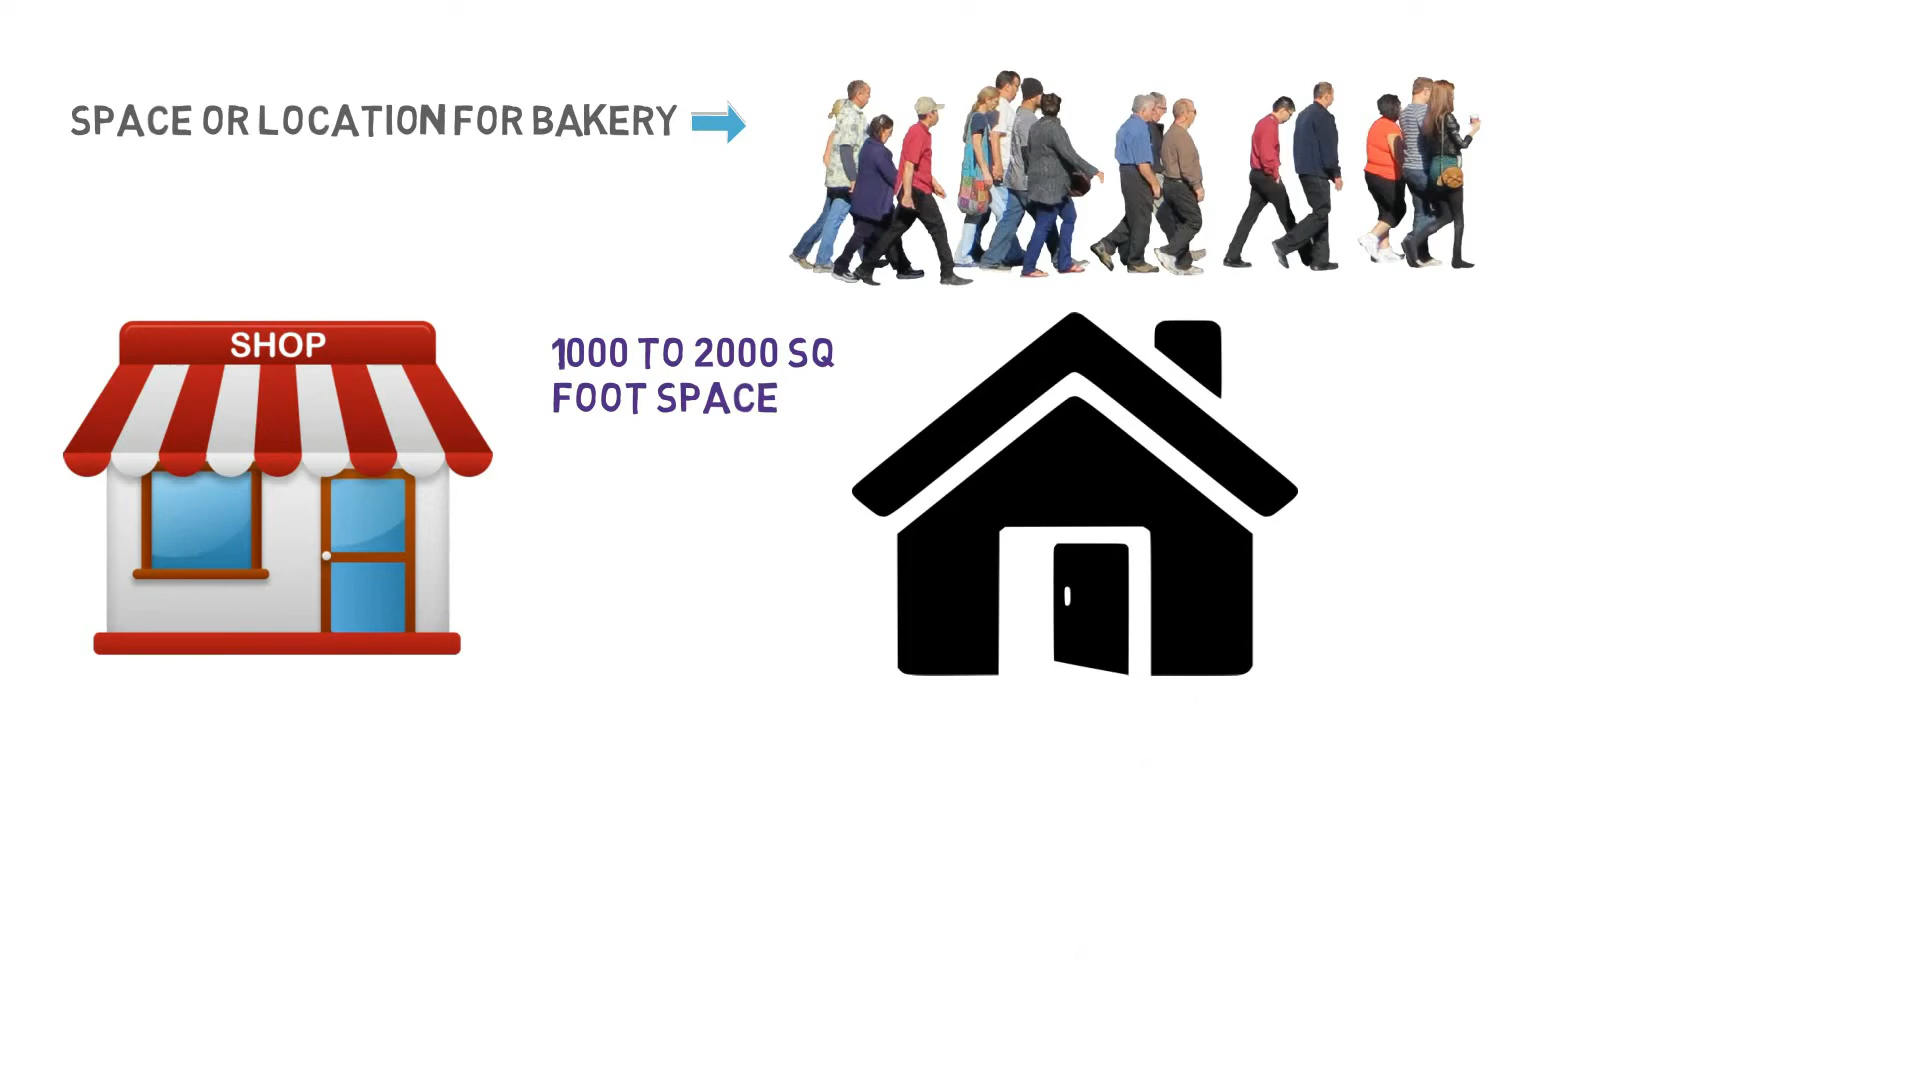 SPACE OR LOCATION FOR BAKERY
SHOP
1000 TO 2000 SQ
FOOT SPACE